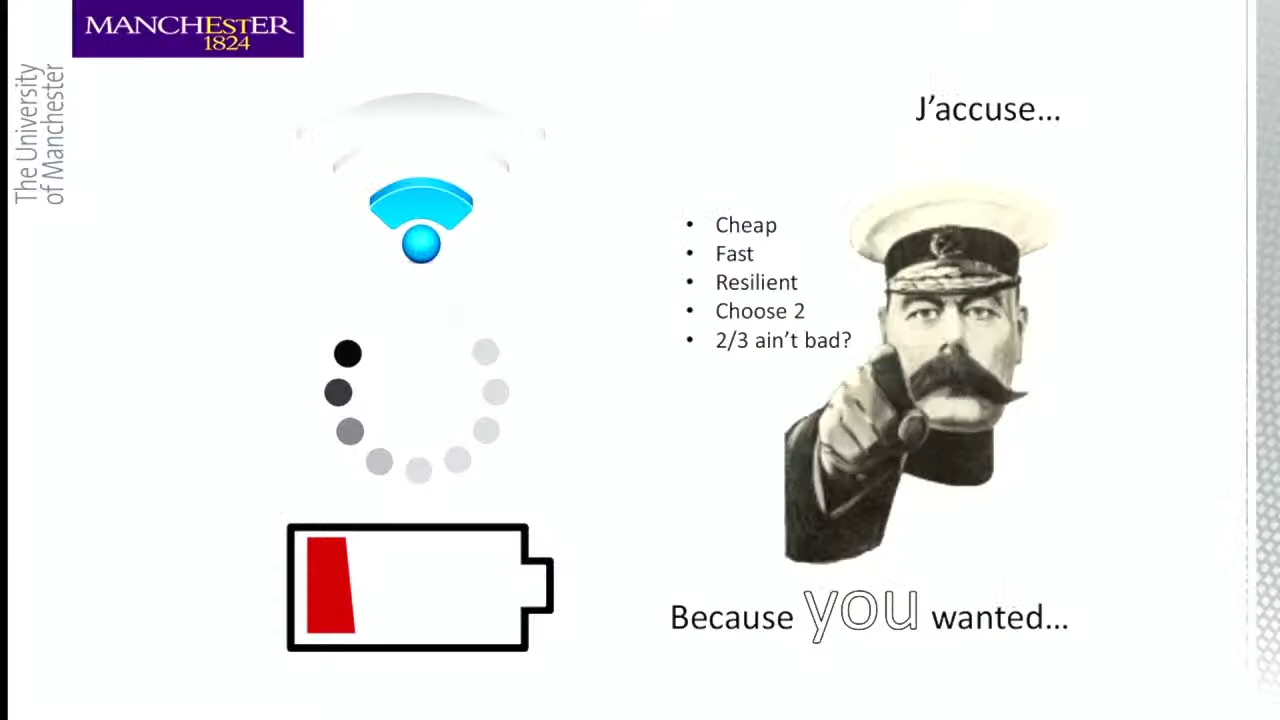 MANCHESTER
1824
The University
of Manchester
J'accuse...
• Cheap
• Fast
• Resilient
• Choose 2
• 2/3 ain't bad?
Because you wanted...